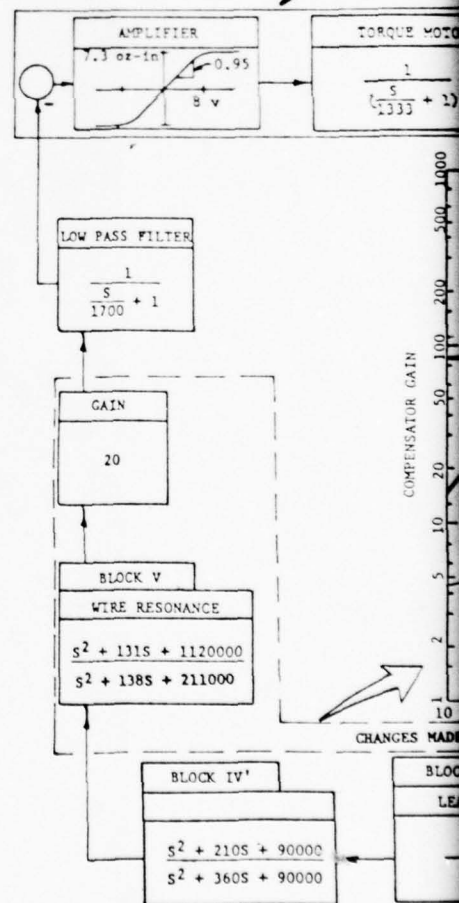 AMPLIFIER
7.3 oz-in
0.95
8 v
-
TORQUE MOTO
1
(S/1333 + 1)
LOW PASS FILTER
1
S/1700 + 1
GAIN
20
BLOCK V
WIRE RESONANCE
S² + 131S + 1120000
S² + 138S + 211000
COMPENSATOR GAIN
1000
500
200
100
50
20
10
5
2
1
10
CHANGES MADE
BLOCK IV'
S² + 210S + 90000
S² + 360S + 90000
BLOC
LEA